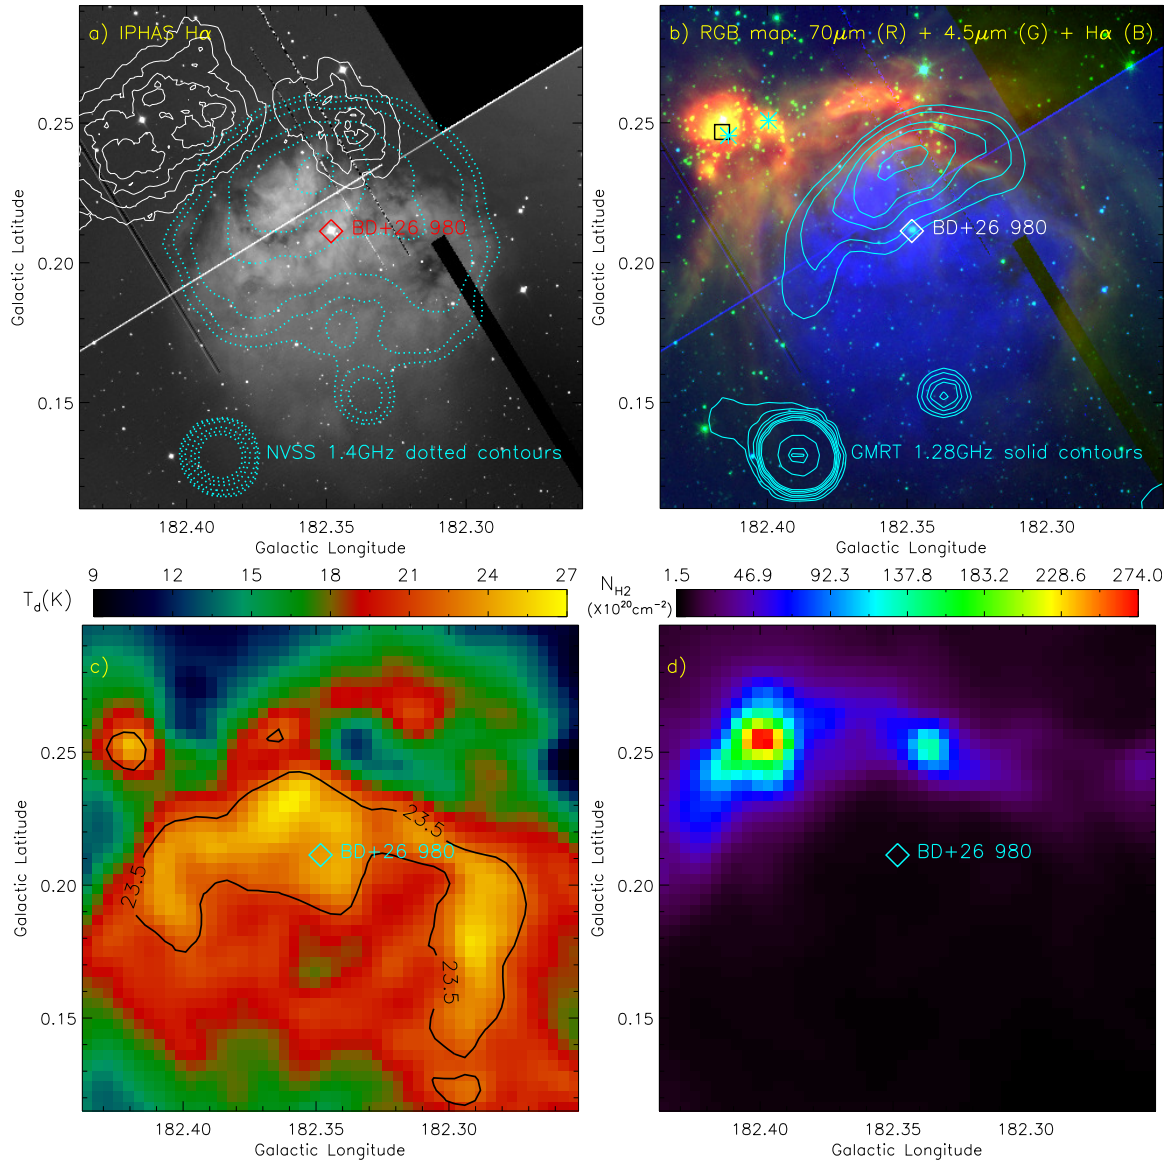 a) IPHAS Hα
BD+26 980
NVSS 1.4GHz dotted contours
0.25
0.20
0.15
Galactic Latitude
182.40
182.35
182.30
Galactic Longitude
b) RGB map: 70μm (R) + 4.5μm (G) + Hα (B)
BD+26 980
GMRT 1.28GHz solid contours
0.25
0.20
0.15
Galactic Latitude
182.40
182.35
182.30
Galactic Longitude
9 12 15 18 21 24 27
T_d(K)
c)
23.5
23.5
23.5
BD+26 980
0.25
0.20
0.15
Galactic Latitude
182.40
182.35
182.30
Galactic Longitude
1.5 46.9 92.3 137.8 183.2 228.6 274.0
N_H2
(X10²⁰cm⁻²)
d)
BD+26 980
0.25
0.20
0.15
Galactic Latitude
182.40
182.35
182.30
Galactic Longitude